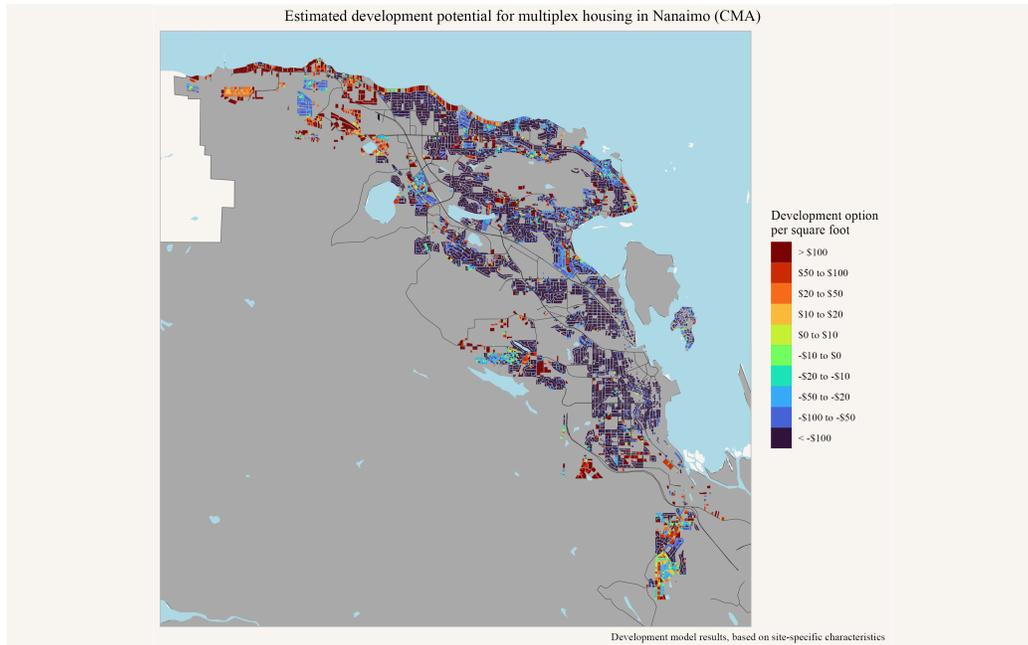 Estimated development potential for multiplex housing in Nanaimo (CMA)
Development option
per square foot
> $100
$50 to $100
$20 to $50
$10 to $20
$0 to $10
-$10 to $0
-$20 to -$10
-$50 to -$20
-$100 to -$50
< -$100
Development model results, based on site-specific characteristics